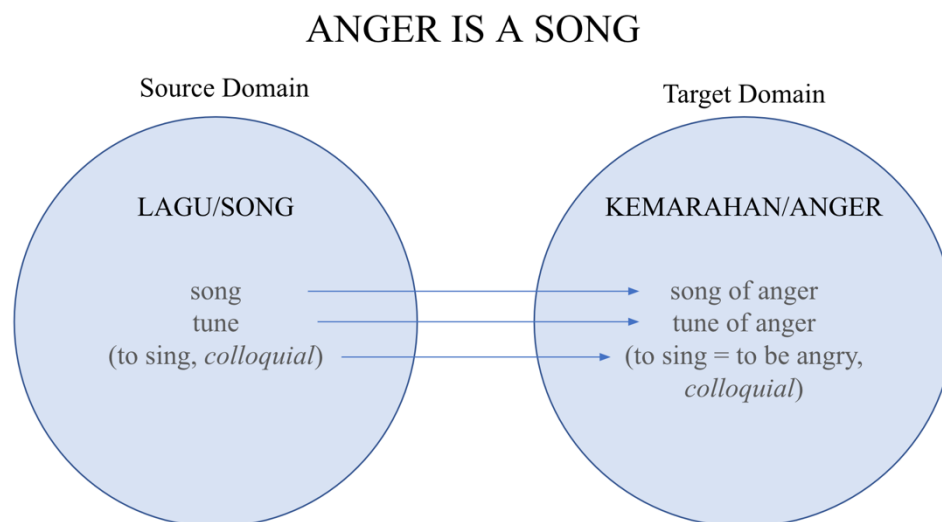 ANGER IS A SONG
Source Domain
Target Domain
LAGU/SONG
KEMARAHAN/ANGER
song
song of anger
tune
tune of anger
(to sing, colloquial)
(to sing = to be angry,
colloquial)